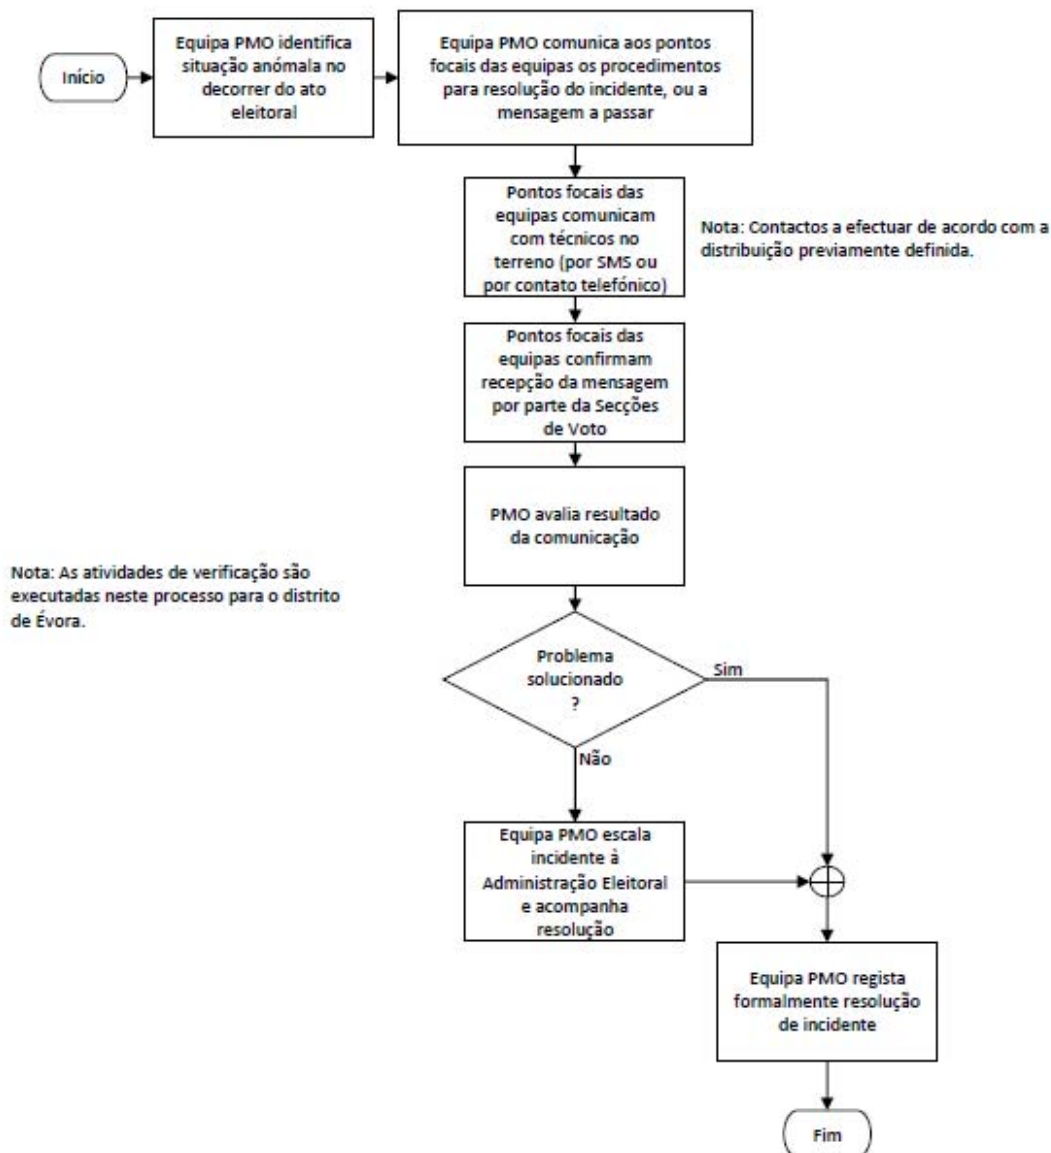 Início
Equipa PMO identifica
situação anómala no
decorrer do ato
eleitoral
Equipa PMO comunica aos pontos
focais das equipas os procedimentos
para resolução do incidente, ou a
mensagem a passar
Pontos focais das
equipas comunicam
com técnicos no
terreno (por SMS ou
por contato telefónico)
Nota: Contactos a efectuar de acordo com a
distribuição previamente definida.
Pontos focais das
equipas confirmam
recepção da mensagem
por parte da Secções
de Voto
PMO avalia resultado
da comunicação
Nota: As atividades de verificação são
executadas neste processo para o distrito
de Évora.
Problema
solucionado
?
Sim
Não
Equipa PMO escala
incidente à
Administração Eleitoral
e acompanha
resolução
Equipa PMO regista
formalmente resolução
de incidente
Fim